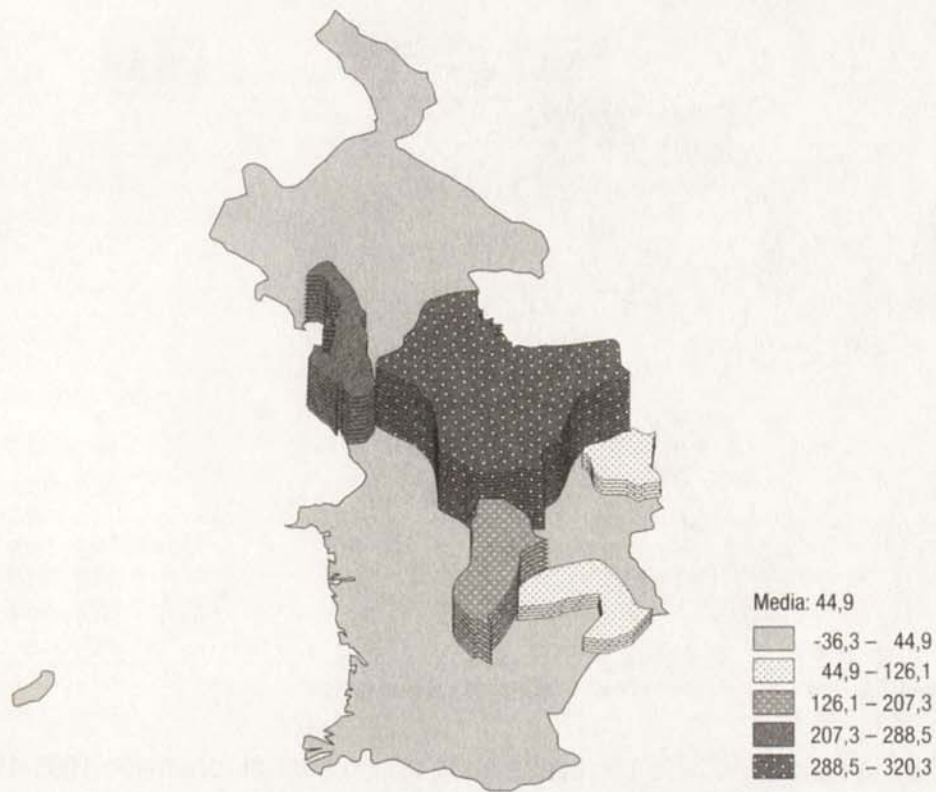 Media: 44,9
-36,3 – 44,9
44,9 – 126,1
126,1 – 207,3
207,3 – 288,5
288,5 – 320,3